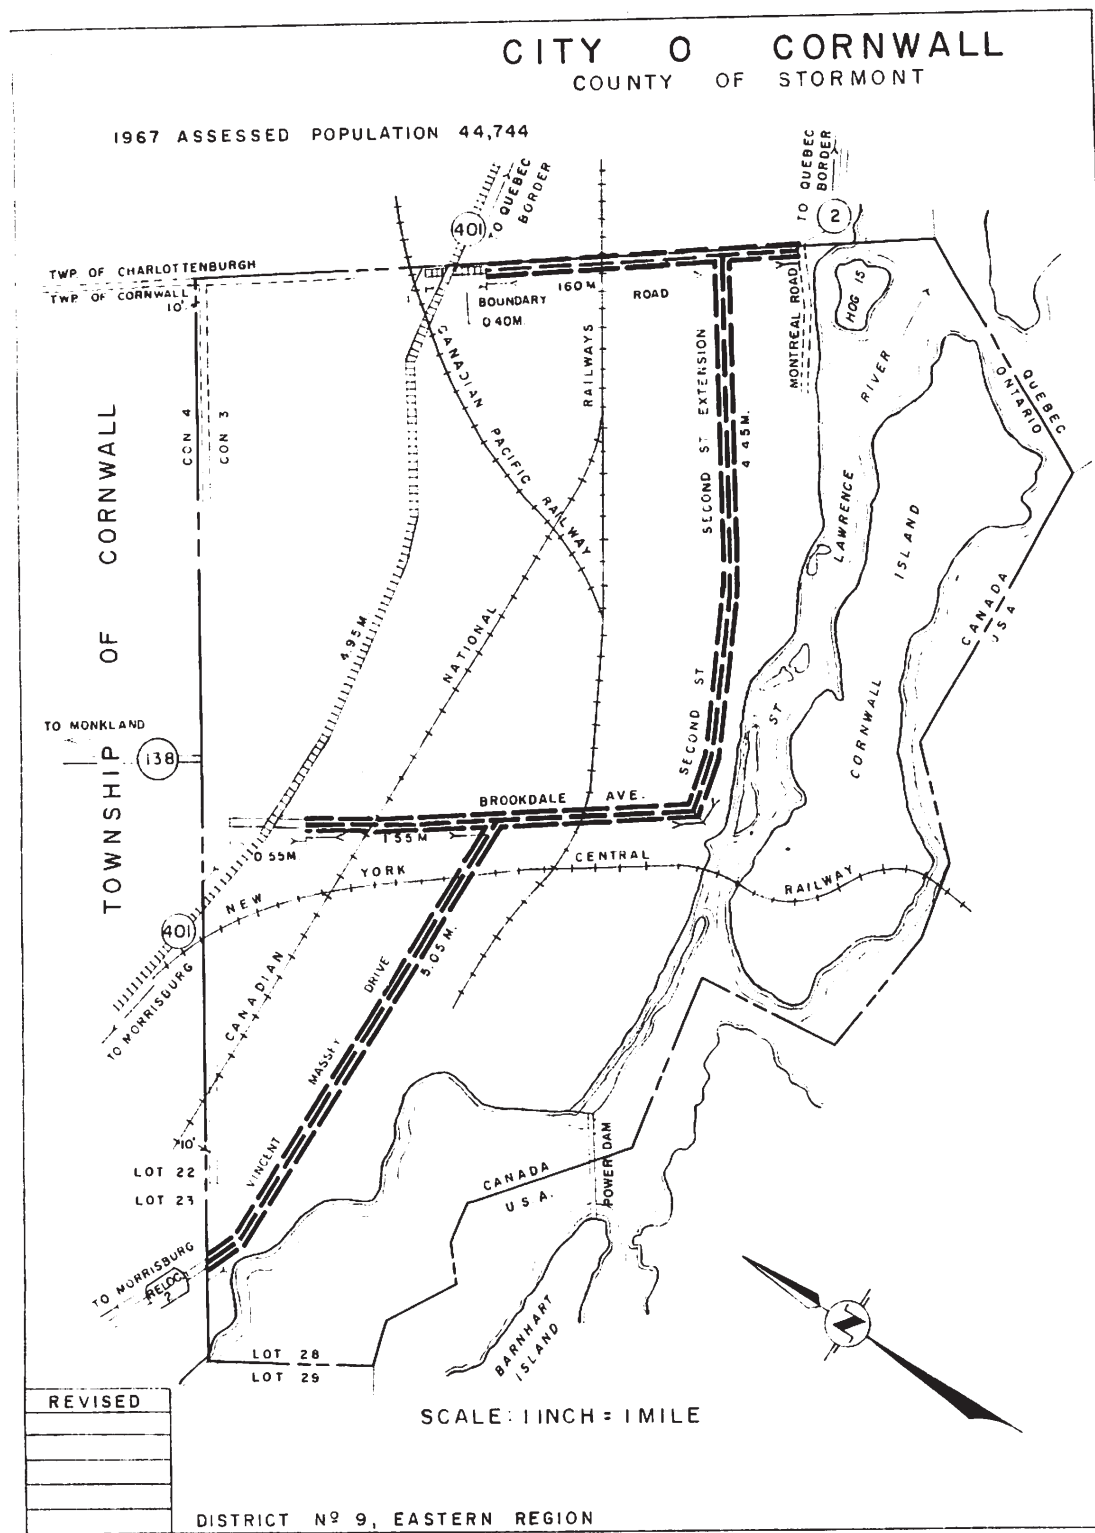 CITY O CORNWALL
COUNTY OF STORMONT
1967 ASSESSED POPULATION 44,744
TO QUEBEC
BORDER
2
401
TO QUEBEC
BORDER
TWP. OF CHARLOTTENBURGH
TWP. OF CORNWALL
10'
BOUNDARY ROAD
1.60M
0.40M.
MONTREAL ROAD
HOG IS
CON 4
CON 3
CANADIAN PACIFIC RAILWAY
RAILWAYS
SECOND ST EXTENSION
4.45M.
RIVER
QUEBEC
ONTARIO
TOWNSHIP OF CORNWALL
LAWRENCE
ISLAND
CANADA
USA
4.95M
NATIONAL
SECOND ST
ST
CORNWALL
TO MONKLAND
138
BROOKDALE AVE.
1.55M
0.55M
NEW YORK CENTRAL RAILWAY
401
TO MORRISBURG
CANADIAN
VINCENT MASSEY DRIVE
5.05M.
10'
LOT 22
LOT 23
CANADA
U S A.
POWER DAM
TO MORRISBURG
RELOC.
2
BARNHART
ISLAND
LOT 28
LOT 29
REVISED
SCALE: 1 INCH = 1 MILE
DISTRICT Nº 9, EASTERN REGION